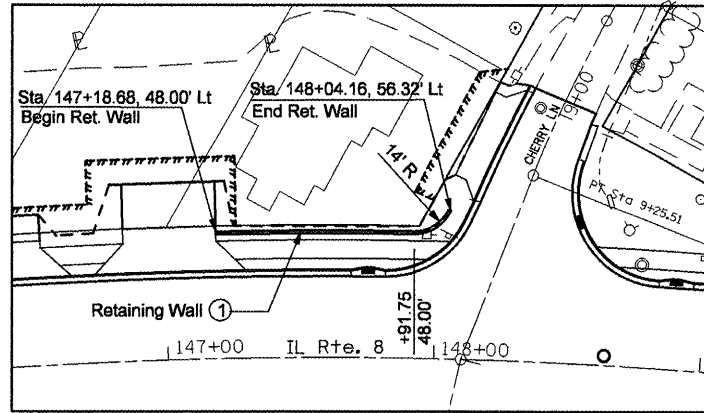 Sta. 147+18.68, 48.00' Lt
Begin Ret. Wall
Sta. 148+04.16, 56.32' Lt
End Ret. Wall
14' R
CHERRY LN
19+00
PT Sta 9+25.51
Retaining Wall 1
+91.75
48.00'
147+00
IL Rte. 8
148+00